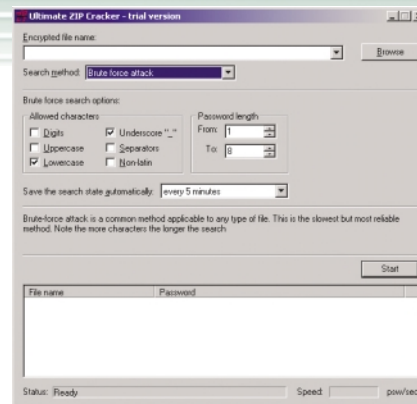 Ultimate ZIP Cracker - trial version
Encrypted file name:
Browse
Search method: Brute force attack
Brute force search options:
Allowed characters
Password length
Digits
Underscore "_"
From: 1
Uppercase
Separators
To: 8
Lowercase
Non-latin
Save the search state automatically: every 5 minutes
Brute-force attack is a common method applicable to any type of file. This is the slowest but most reliable
method. Note the more characters the longer the search
Start
File name
Password
Status: Ready
Speed:
psw/sec